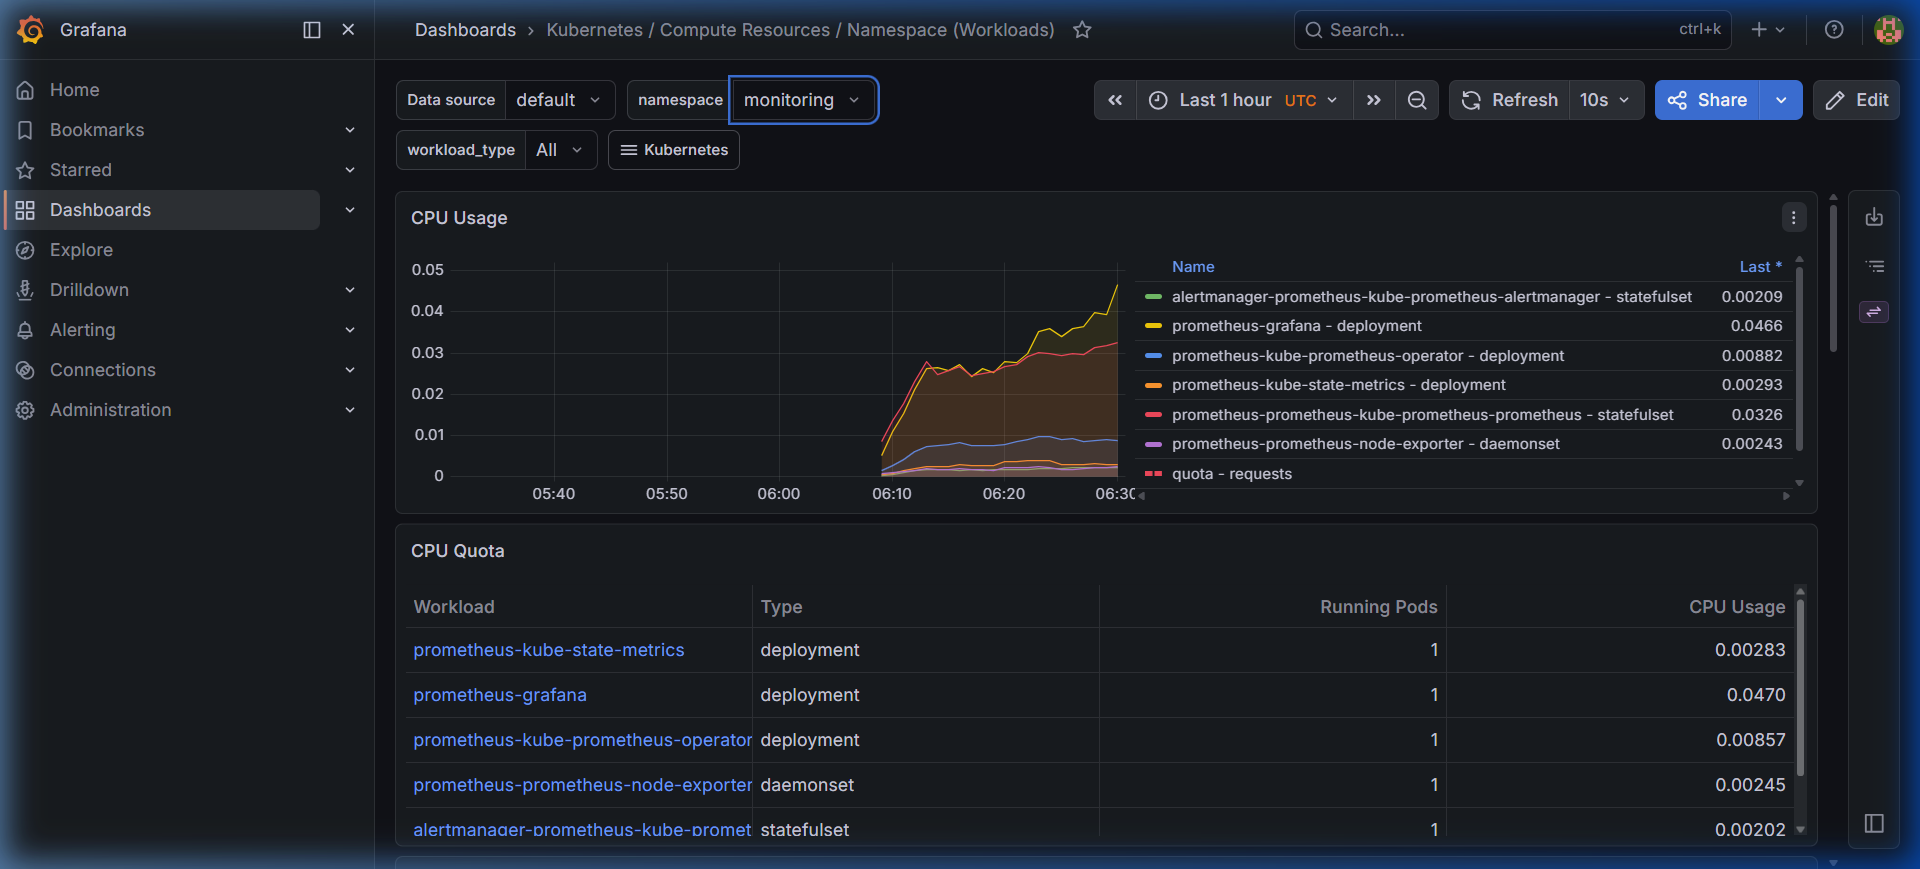 Grafana
Dashboards › Kubernetes / Compute Resources / Namespace (Workloads)
Search... ctrl+k
Home
Bookmarks
Starred
Dashboards
Explore
Drilldown
Alerting
Connections
Administration
Data source default
namespace monitoring
Last 1 hour UTC
Refresh 10s
Share
Edit
workload_type All
Kubernetes
CPU Usage
0.05
0.04
0.03
0.02
0.01
0
05:40 05:50 06:00 06:10 06:20 06:30
Name Last *
alertmanager-prometheus-kube-prometheus-alertmanager - statefulset 0.00209
prometheus-grafana - deployment 0.0466
prometheus-kube-prometheus-operator - deployment 0.00882
prometheus-kube-state-metrics - deployment 0.00293
prometheus-prometheus-kube-prometheus-prometheus - statefulset 0.0326
prometheus-prometheus-node-exporter - daemonset 0.00243
quota - requests
CPU Quota
Workload Type Running Pods CPU Usage
prometheus-kube-state-metrics deployment 1 0.00283
prometheus-grafana deployment 1 0.0470
prometheus-kube-prometheus-operator deployment 1 0.00857
prometheus-prometheus-node-exporter daemonset 1 0.00245
alertmanager-prometheus-kube-promet statefulset 1 0.00202